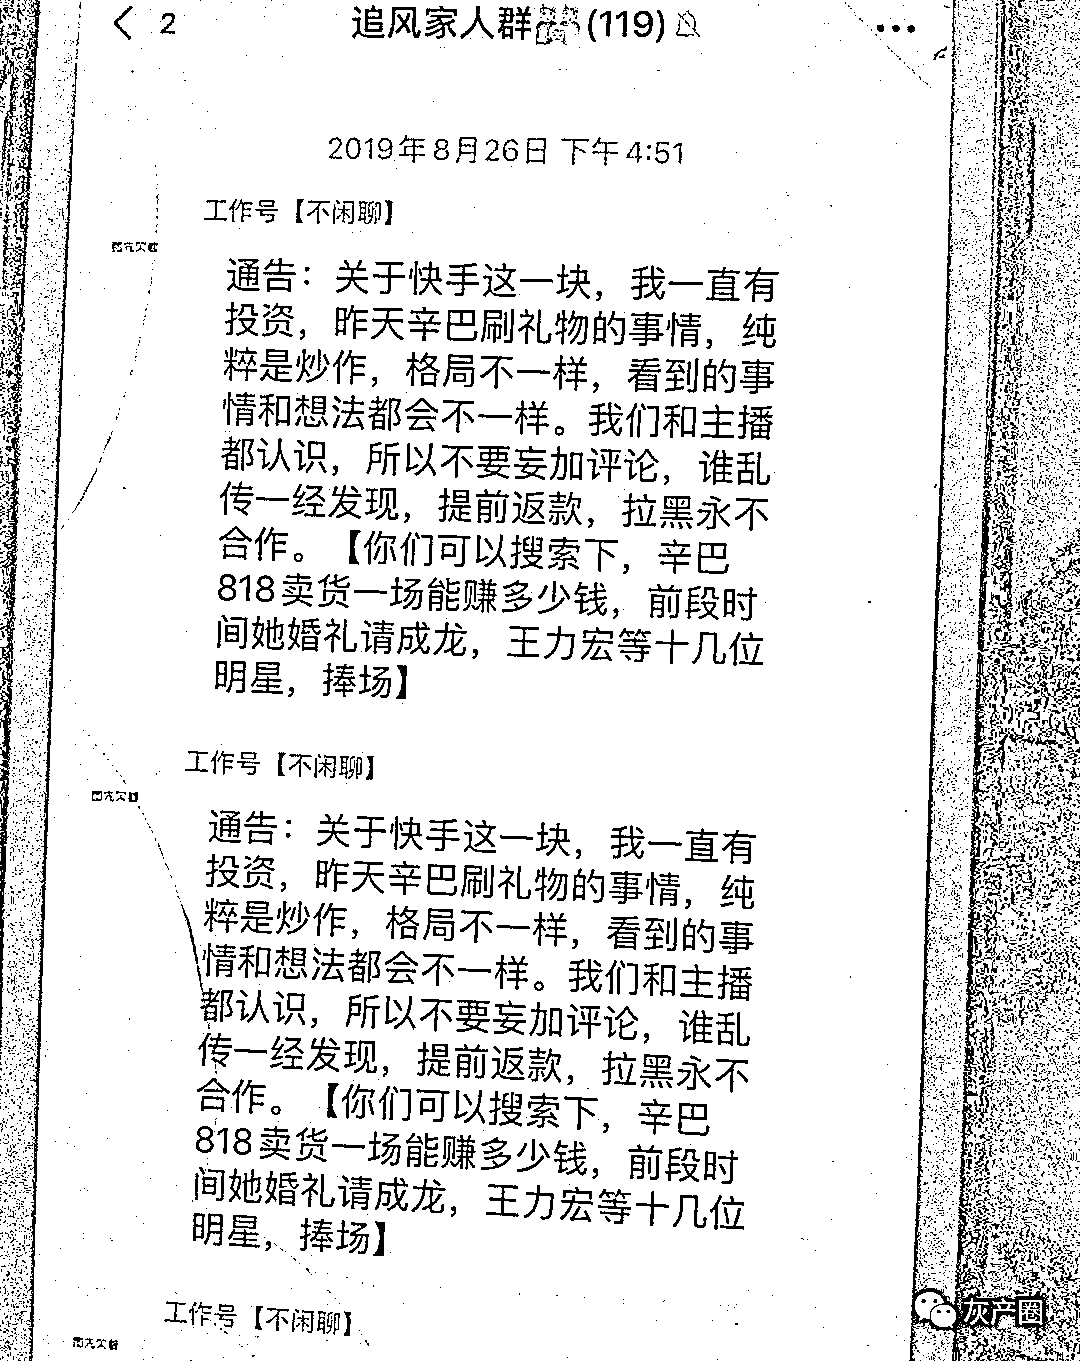 2
追风家人群(119)
2019年8月26日 下午4:51
工作号【不闲聊】
通告：关于快手这一块，我一直有
投资，昨天辛巴刷礼物的事情，纯
粹是炒作，格局不一样，看到的事
情和想法都会不一样。我们和主播
都认识，所以不要妄加评论，谁乱
传一经发现，提前返款，拉黑永不
合作。【你们可以搜索下，辛巴
818卖货一场能赚多少钱，前段时
间她婚礼请成龙，王力宏等十几位
明星，捧场】
工作号【不闲聊】
通告：关于快手这一块，我一直有
投资，昨天辛巴刷礼物的事情，纯
粹是炒作，格局不一样，看到的事
情和想法都会不一样。我们和主播
都认识，所以不要妄加评论，谁乱
传一经发现，提前返款，拉黑永不
合作。【你们可以搜索下，辛巴
818卖货一场能赚多少钱，前段时
间她婚礼请成龙，王力宏等十几位
明星，捧场】
工作号【不闲聊】
灰产圈